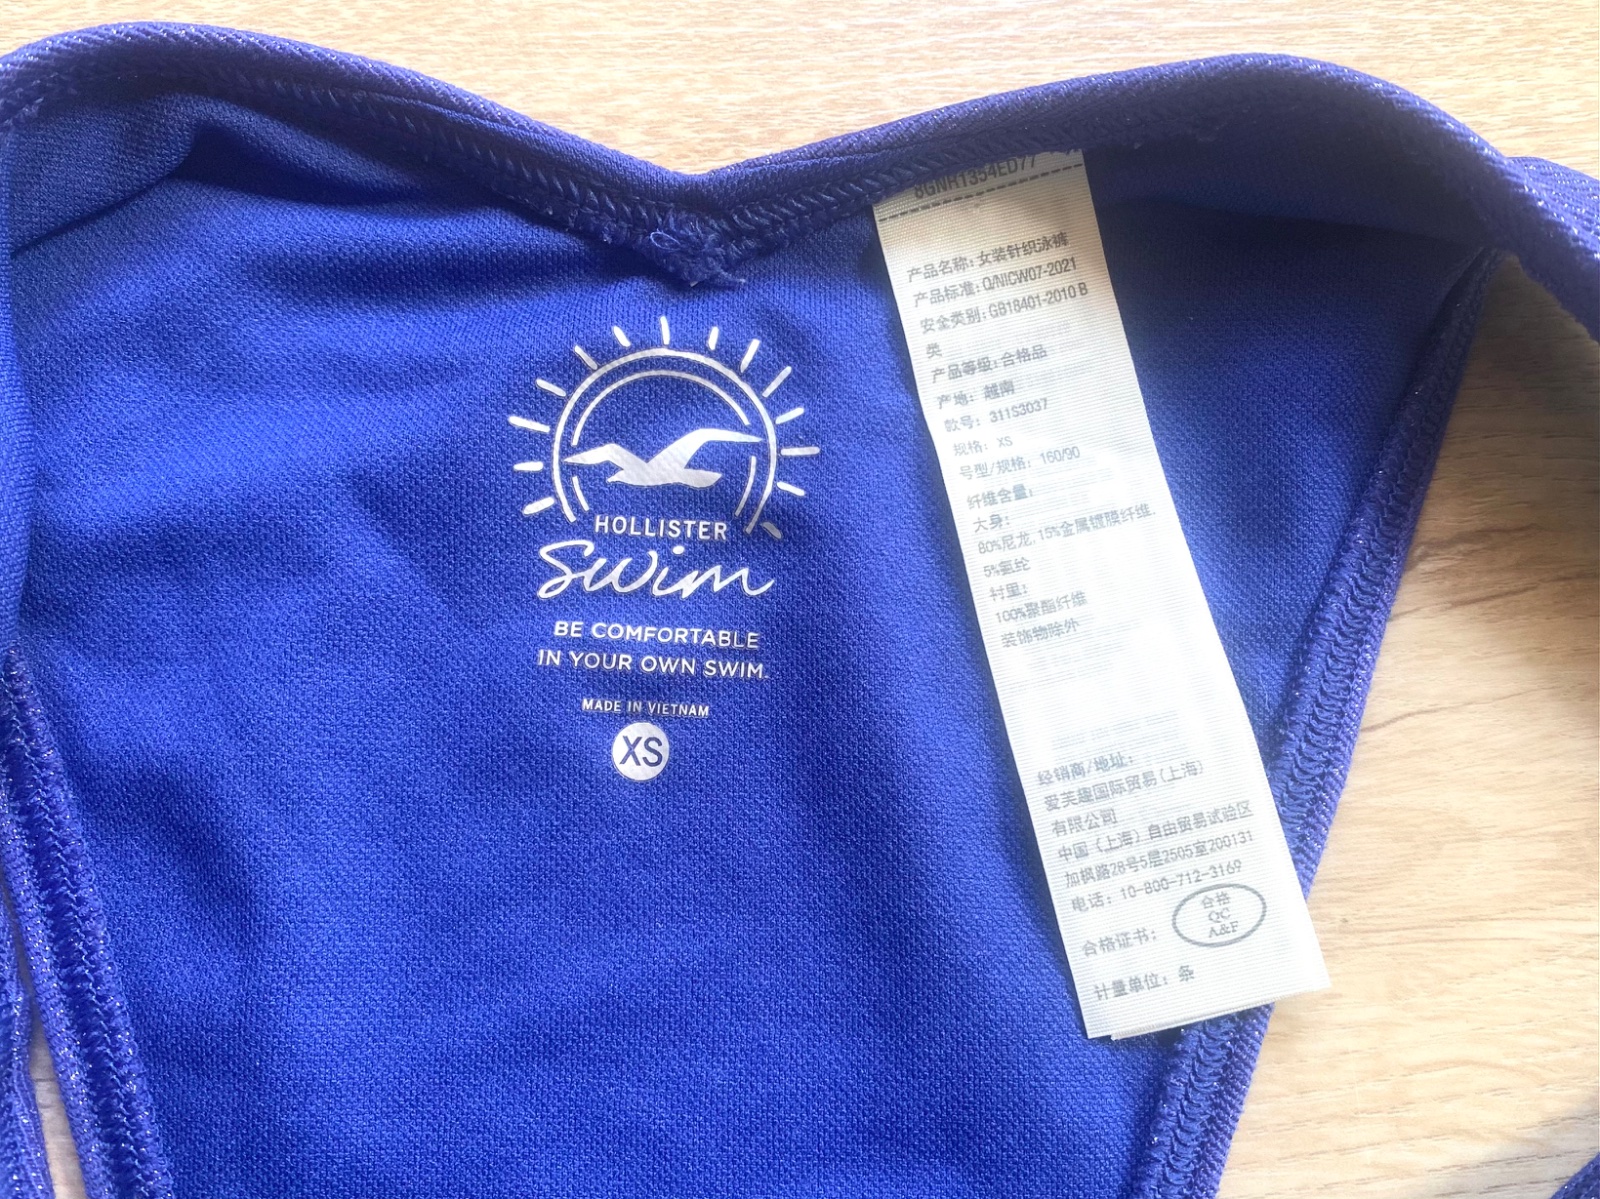 HOLLISTER
Swim
BE COMFORTABLE
IN YOUR OWN SWIM.
MADE IN VIETNAM
XS
8GNH1354ED77
产品名称: 女装针织泳裤
产品标准: Q/NICW07-2021
安全类别: GB18401-2010 B
类
产品等级: 合格品
产地: 越南
款号: 311S3037
规格: XS
号型/规格: 160/90
纤维含量:
大身:
80%尼龙, 15%金属镀膜纤维,
5%氨纶
衬里:
100%聚酯纤维
装饰物除外
经销商/地址:
爱芙趣国际贸易(上海)
有限公司
中国(上海)自由贸易试验区
加枫路28号5层2505室200131
电话: 10-800-712-3169
合格证书:
合格
QC
A&F
计量单位: 条